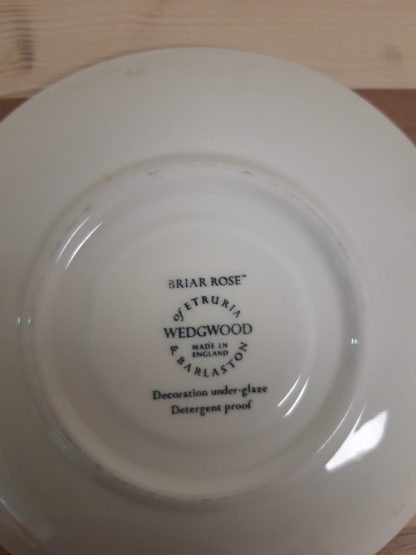 BRIAR ROSE™
of ETRURIA
WEDGWOOD
MADE IN
ENGLAND
& BARLASTON
Decoration under-glaze
Detergent proof